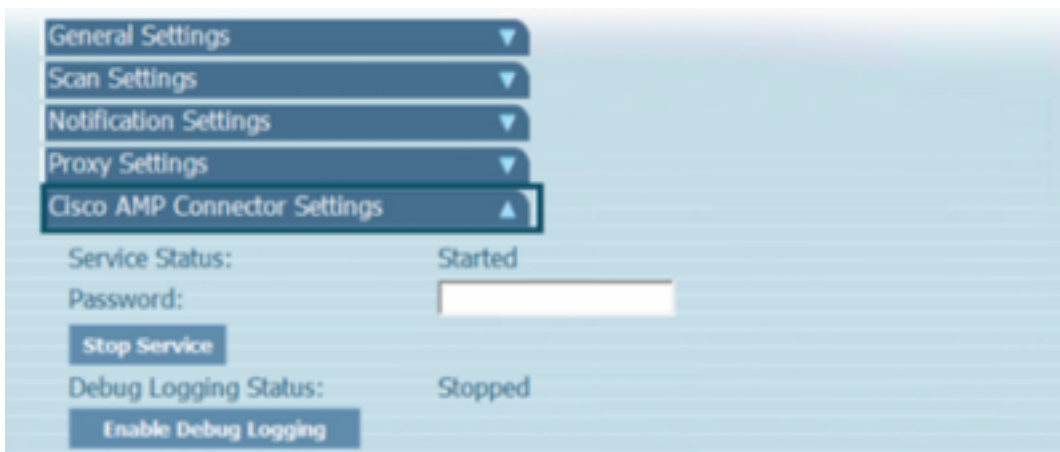 General Settings
Scan Settings
Notification Settings
Proxy Settings
Cisco AMP Connector Settings
Service Status: Started
Password:
Stop Service
Debug Logging Status: Stopped
Enable Debug Logging